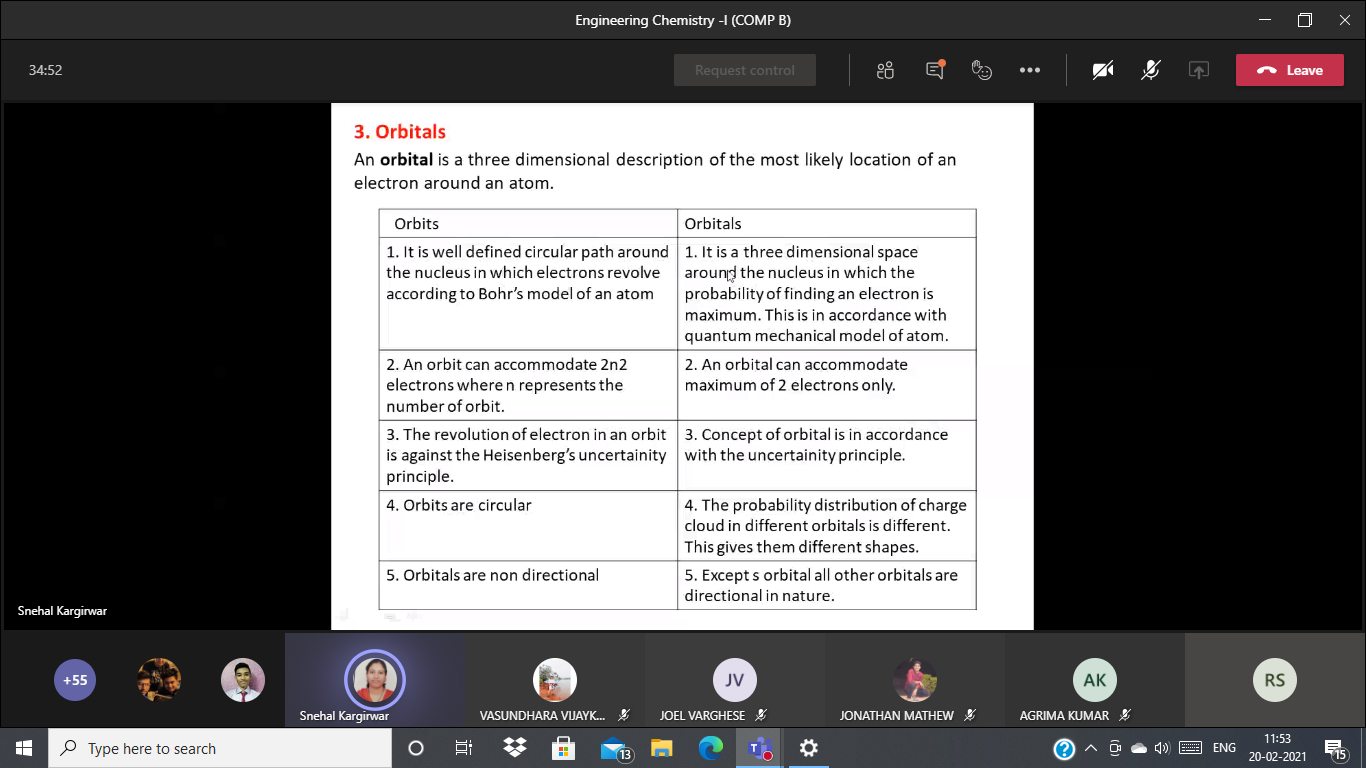 Engineering Chemistry -I (COMP B)
34:52
Request control
Leave
3. Orbitals
An orbital is a three dimensional description of the most likely location of an
electron around an atom.
Orbits
Orbitals
1. It is well defined circular path around
the nucleus in which electrons revolve
according to Bohr's model of an atom
1. It is a three dimensional space
around the nucleus in which the
probability of finding an electron is
maximum. This is in accordance with
quantum mechanical model of atom.
2. An orbit can accommodate 2n2
electrons where n represents the
number of orbit.
2. An orbital can accommodate
maximum of 2 electrons only.
3. The revolution of electron in an orbit
is against the Heisenberg's uncertainity
principle.
3. Concept of orbital is in accordance
with the uncertainity principle.
4. Orbits are circular
4. The probability distribution of charge
cloud in different orbitals is different.
This gives them different shapes.
5. Orbitals are non directional
5. Except s orbital all other orbitals are
directional in nature.
Snehal Kargirwar
+55
Snehal Kargirwar
VASUNDHARA VIJAYK...
JV
JOEL VARGHESE
JONATHAN MATHEW
AK
AGRIMA KUMAR
RS
Type here to search
13
ENG
11:53
20-02-2021
15